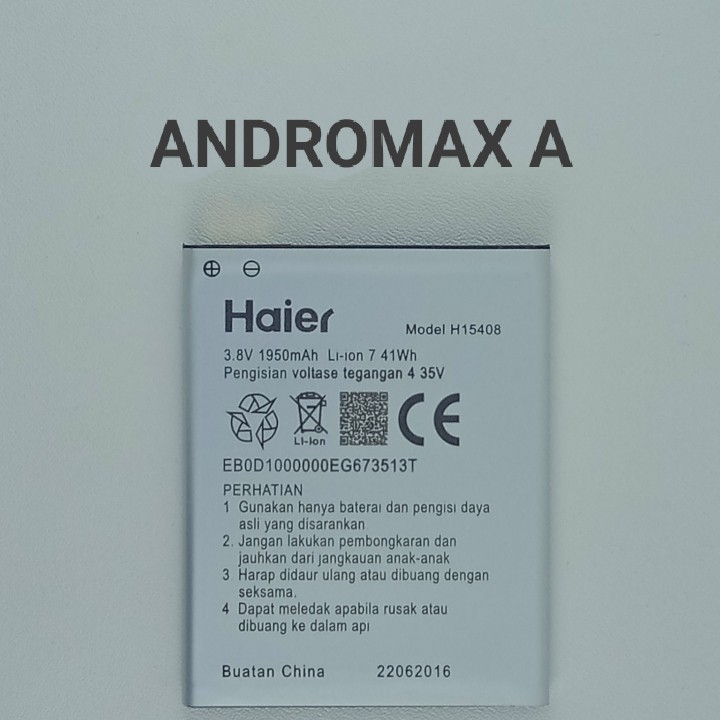 ANDROMAX A
Haier
Model H15408
3.8V 1950mAh Li-ion 7 41Wh
Pengisian voltase tegangan 4 35V
Li-ion
EB0D1000000EG673513T
PERHATIAN
1 Gunakan hanya baterai dan pengisi daya
asli yang disarankan
2. Jangan lakukan pembongkaran dan
jauhkan dari jangkauan anak-anak
3 Harap didaur ulang atau dibuang dengan
seksama.
4 Dapat meledak apabila rusak atau
dibuang ke dalam api
Buatan China 22062016